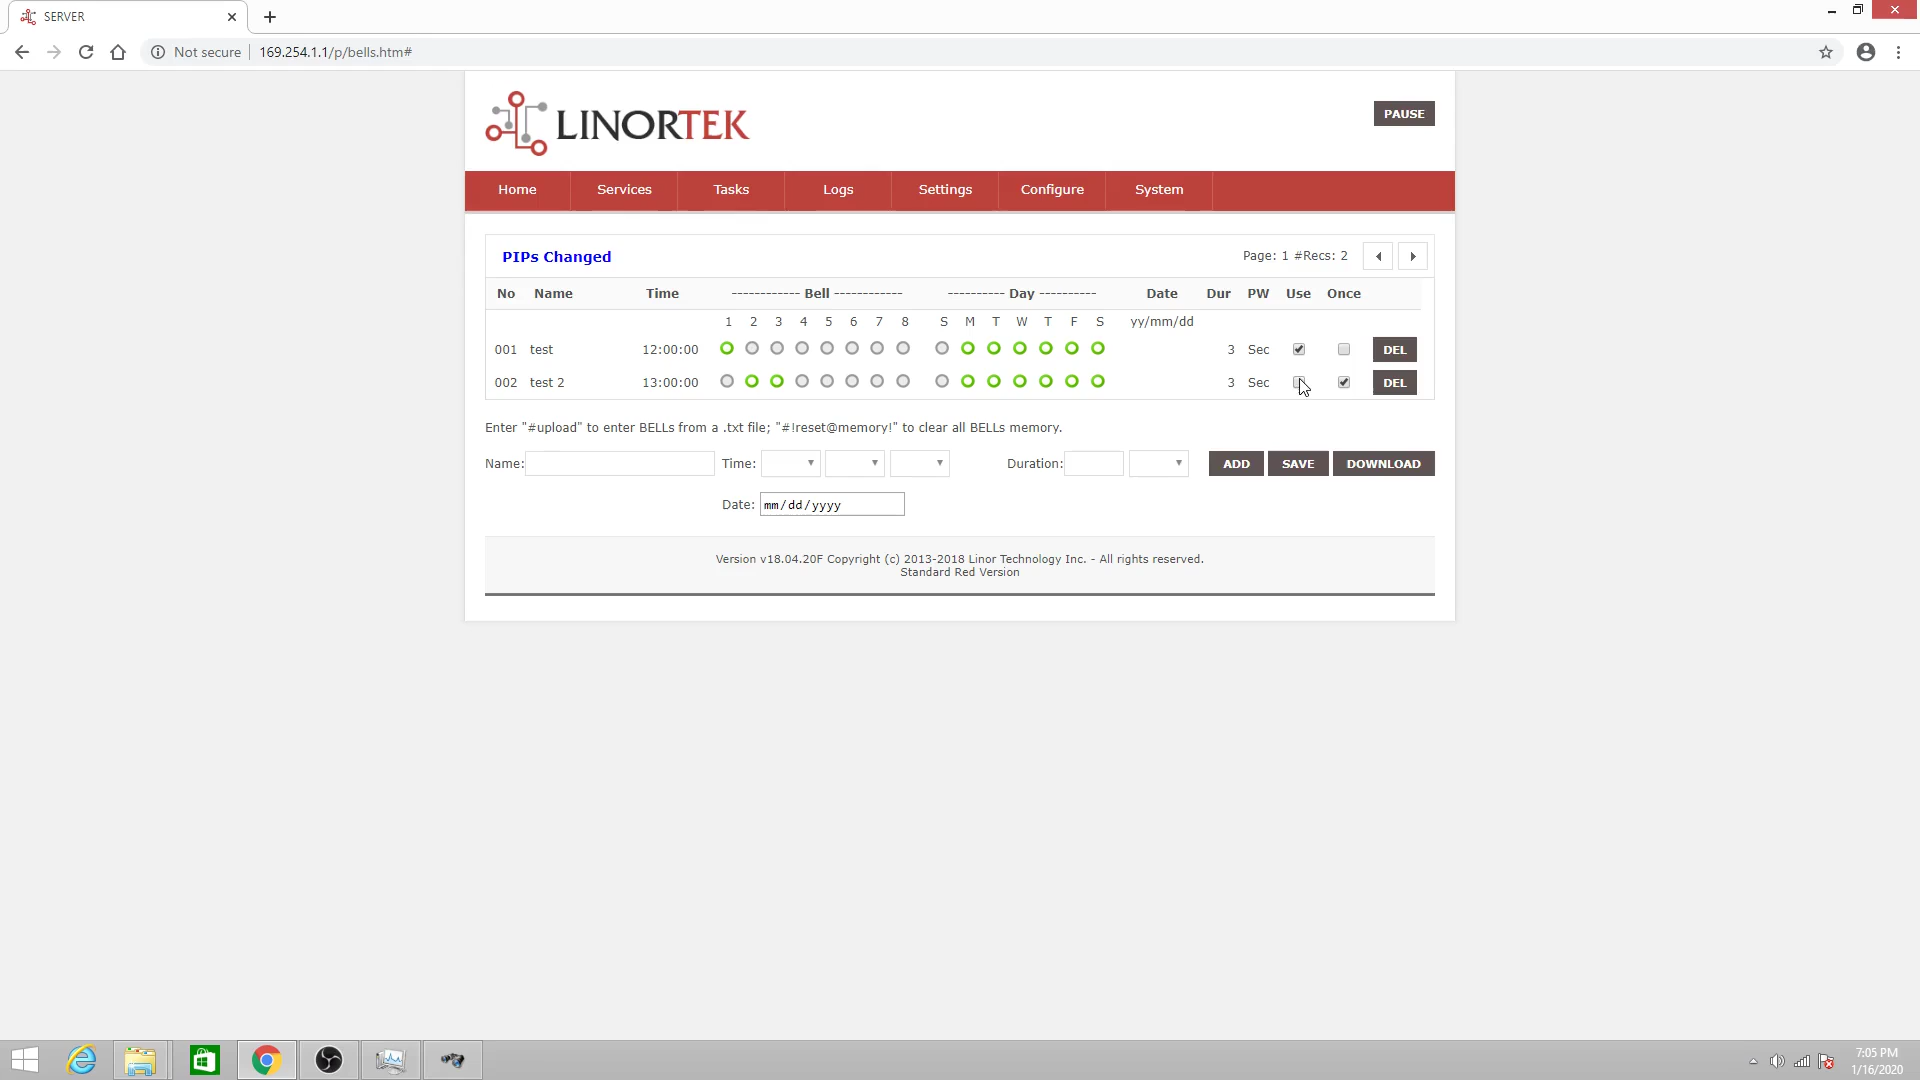 SERVER
Not secure | 169.254.1.1/p/bells.htm#
LINORTEK
PAUSE
Home Services Tasks Logs Settings Configure System
PIPs Changed Page: 1 #Recs: 2
No Name Time ------------ Bell ------------ ---------- Day ---------- Date Dur PW Use Once
1 2 3 4 5 6 7 8 S M T W T F S yy/mm/dd
001 test 12:00:00 3 Sec DEL
002 test 2 13:00:00 3 Sec DEL
Enter "#upload" to enter BELLs from a .txt file; "#!reset@memory!" to clear all BELLs memory.
Name: Time: Duration: ADD SAVE DOWNLOAD
Date: mm/dd/yyyy
Version v18.04.20F Copyright (c) 2013-2018 Linor Technology Inc. - All rights reserved.
Standard Red Version
7:05 PM
1/16/2020